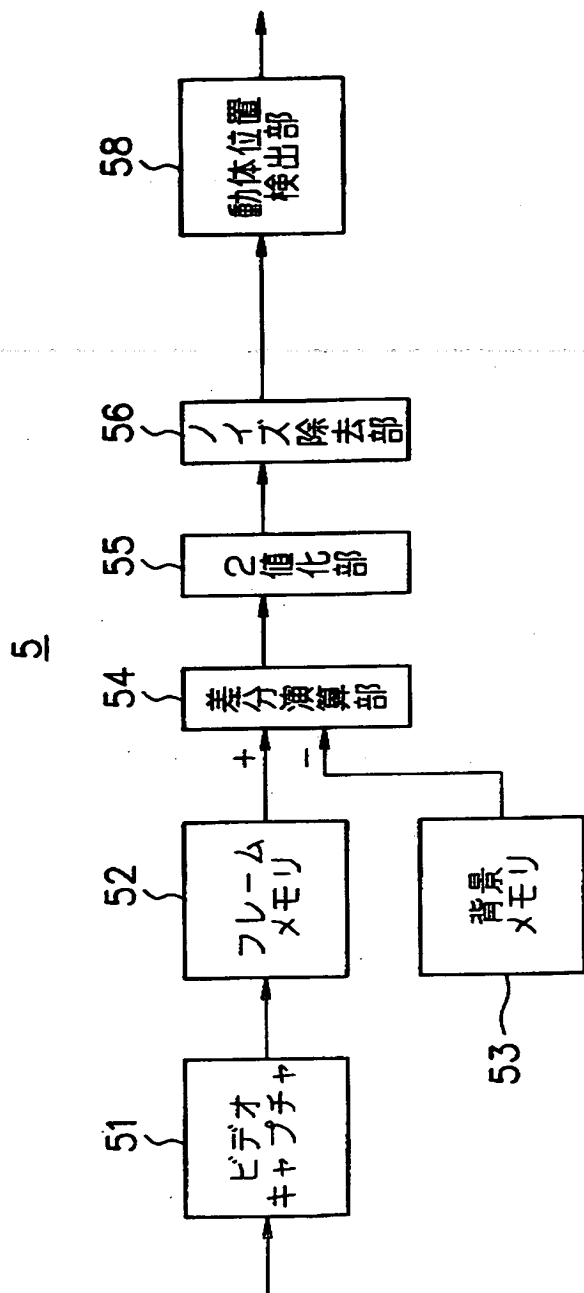 5
51
ビデオ
キャプチャ
52
フレーム
メモリ
53
背景
メモリ
+
-
54
差分演算部
55
2値化部
56
ノイズ除去部
58
動体位置
検出部